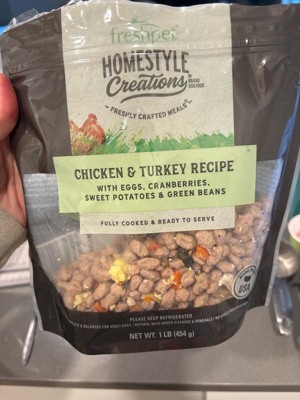 freshpet
HOMESTYLE
Creations
FRESHLY CRAFTED MEALS
CHICKEN & TURKEY RECIPE
WITH EGGS, CRANBERRIES,
SWEET POTATOES & GREEN BEANS
FULLY COOKED & READY TO SERVE
USA
PLEASE KEEP REFRIGERATED
NET WT. 1 LB (454 g)